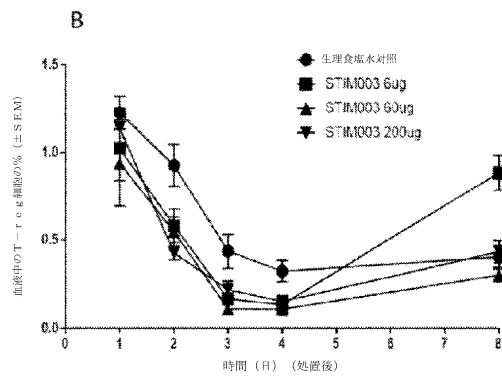 B
生理食塩水対照
STIM003 6ug
STIM003 60ug
STIM003 200ug
血液中のT－reg細胞の%（±SEM）
1.5
1.0
0.5
0.0
0 1 2 3 4 5 6 7 8
時間（日）（処置後）